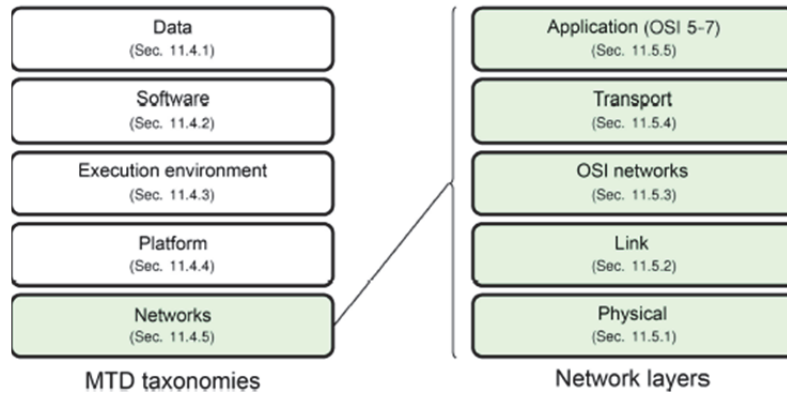 Data
(Sec. 11.4.1)
Software
(Sec. 11.4.2)
Execution environment
(Sec. 11.4.3)
Platform
(Sec. 11.4.4)
Networks
(Sec. 11.4.5)
MTD taxonomies
Application (OSI 5-7)
(Sec. 11.5.5)
Transport
(Sec. 11.5.4)
OSI networks
(Sec. 11.5.3)
Link
(Sec. 11.5.2)
Physical
(Sec. 11.5.1)
Network layers